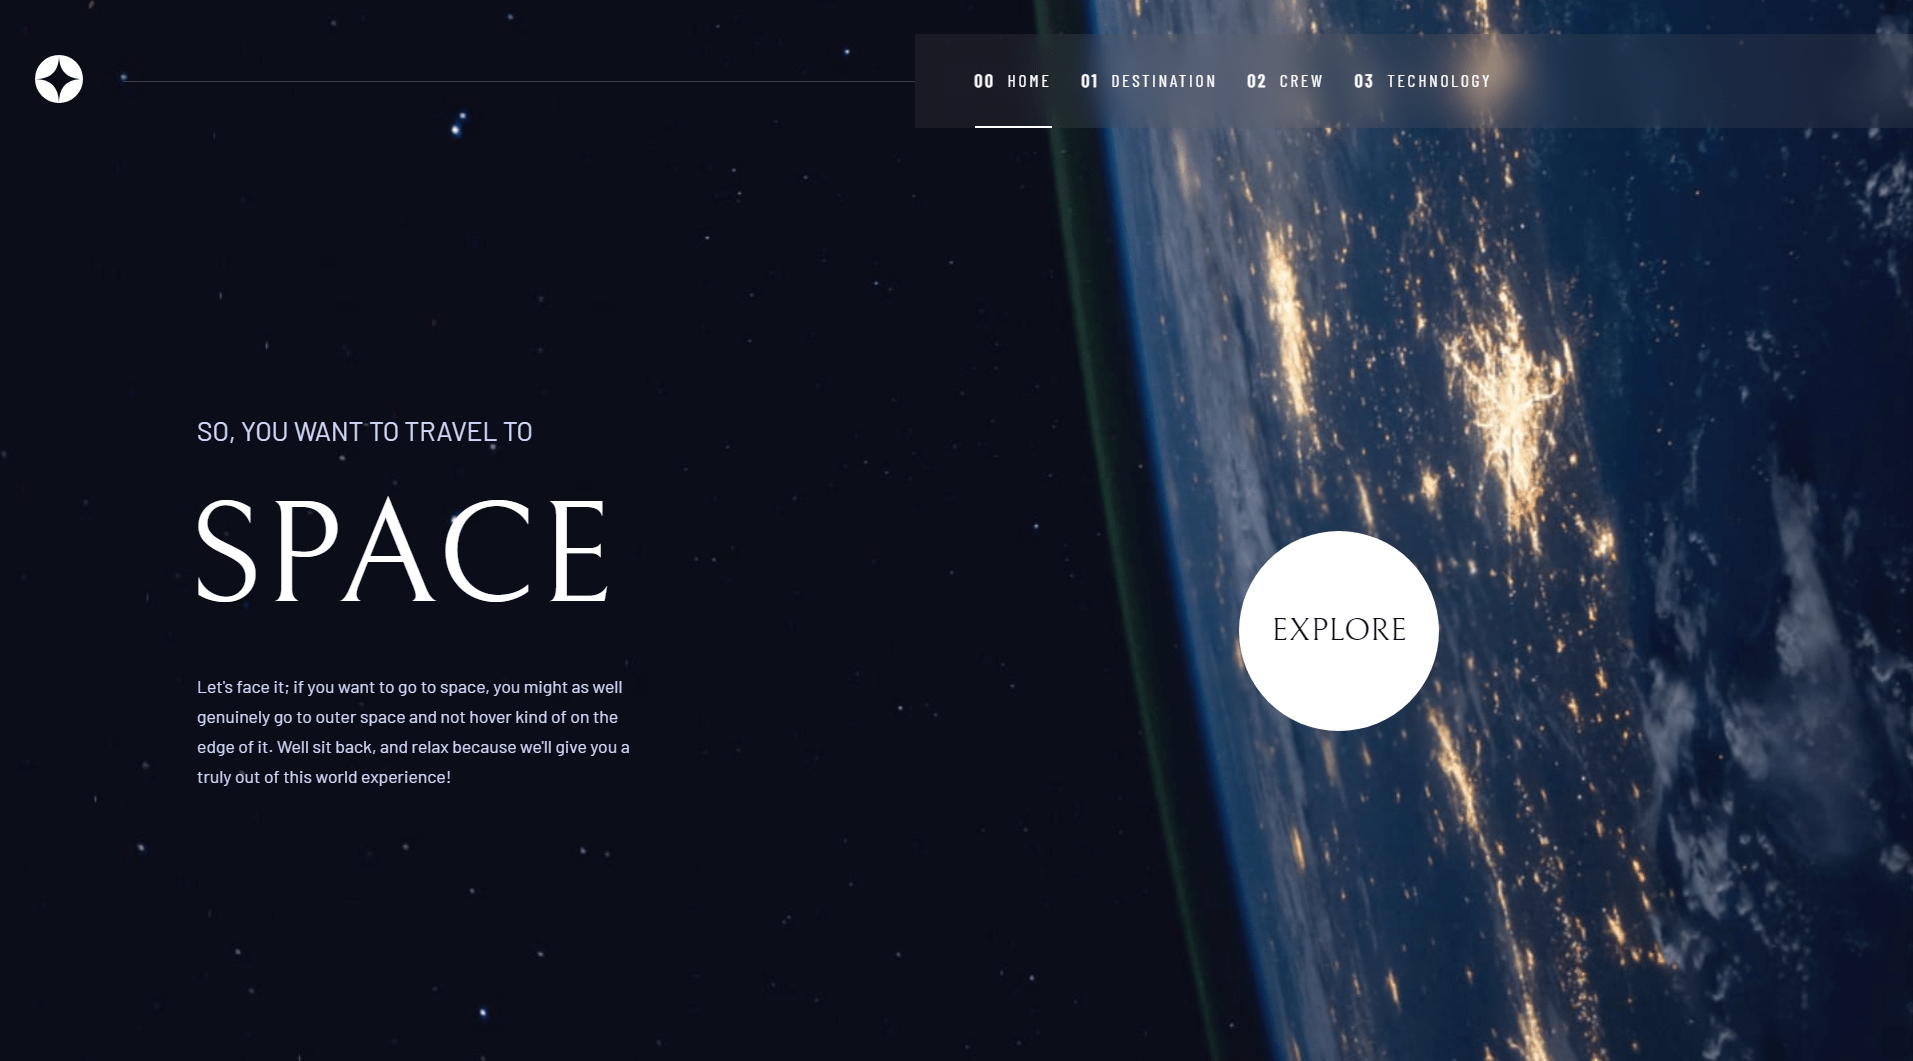 00 HOME 01 DESTINATION 02 CREW 03 TECHNOLOGY
SO, YOU WANT TO TRAVEL TO
SPACE
Let's face it; if you want to go to space, you might as well
genuinely go to outer space and not hover kind of on the
edge of it. Well sit back, and relax because we'll give you a
truly out of this world experience!
EXPLORE